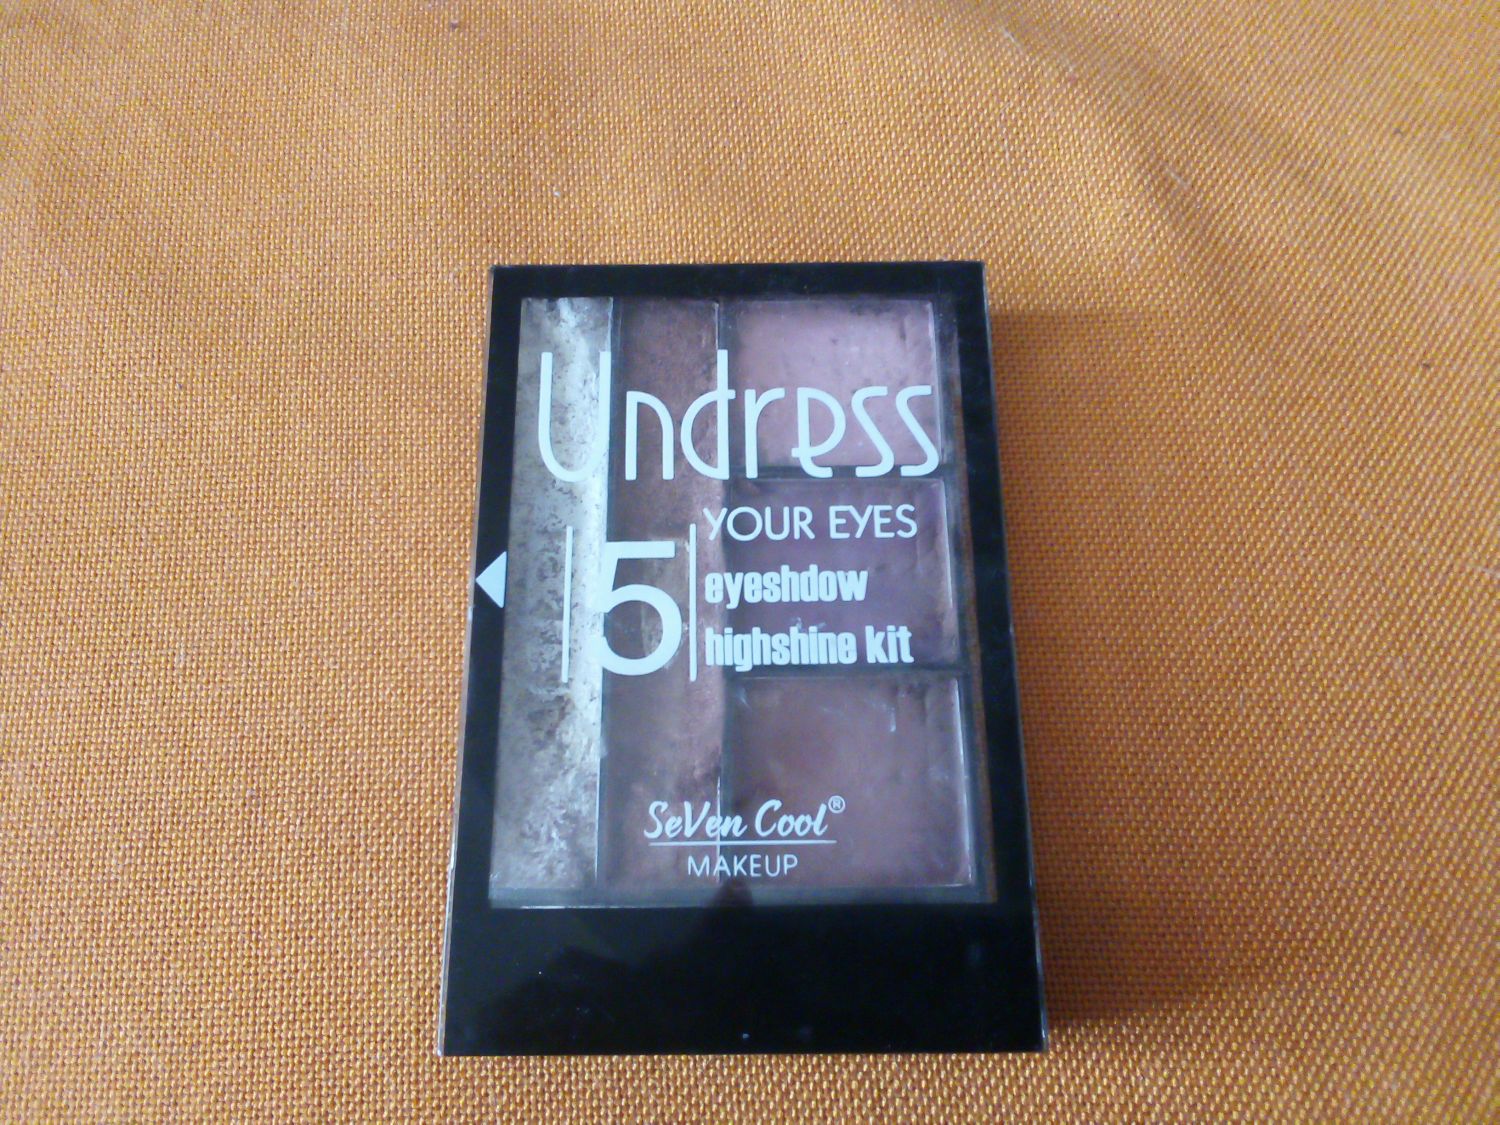 Undress
YOUR EYES
|5|
eyeshdow
highshine kit
SeVen Cool®
MAKEUP